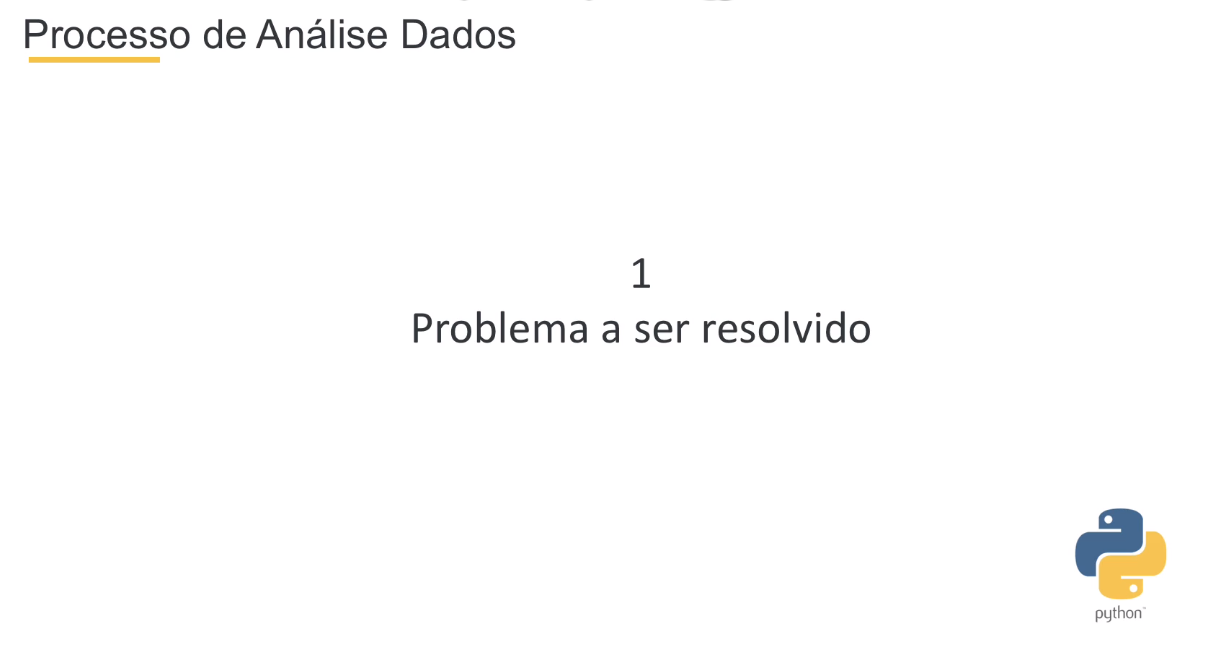 Processo de Análise Dados
1
Problema a ser resolvido
python